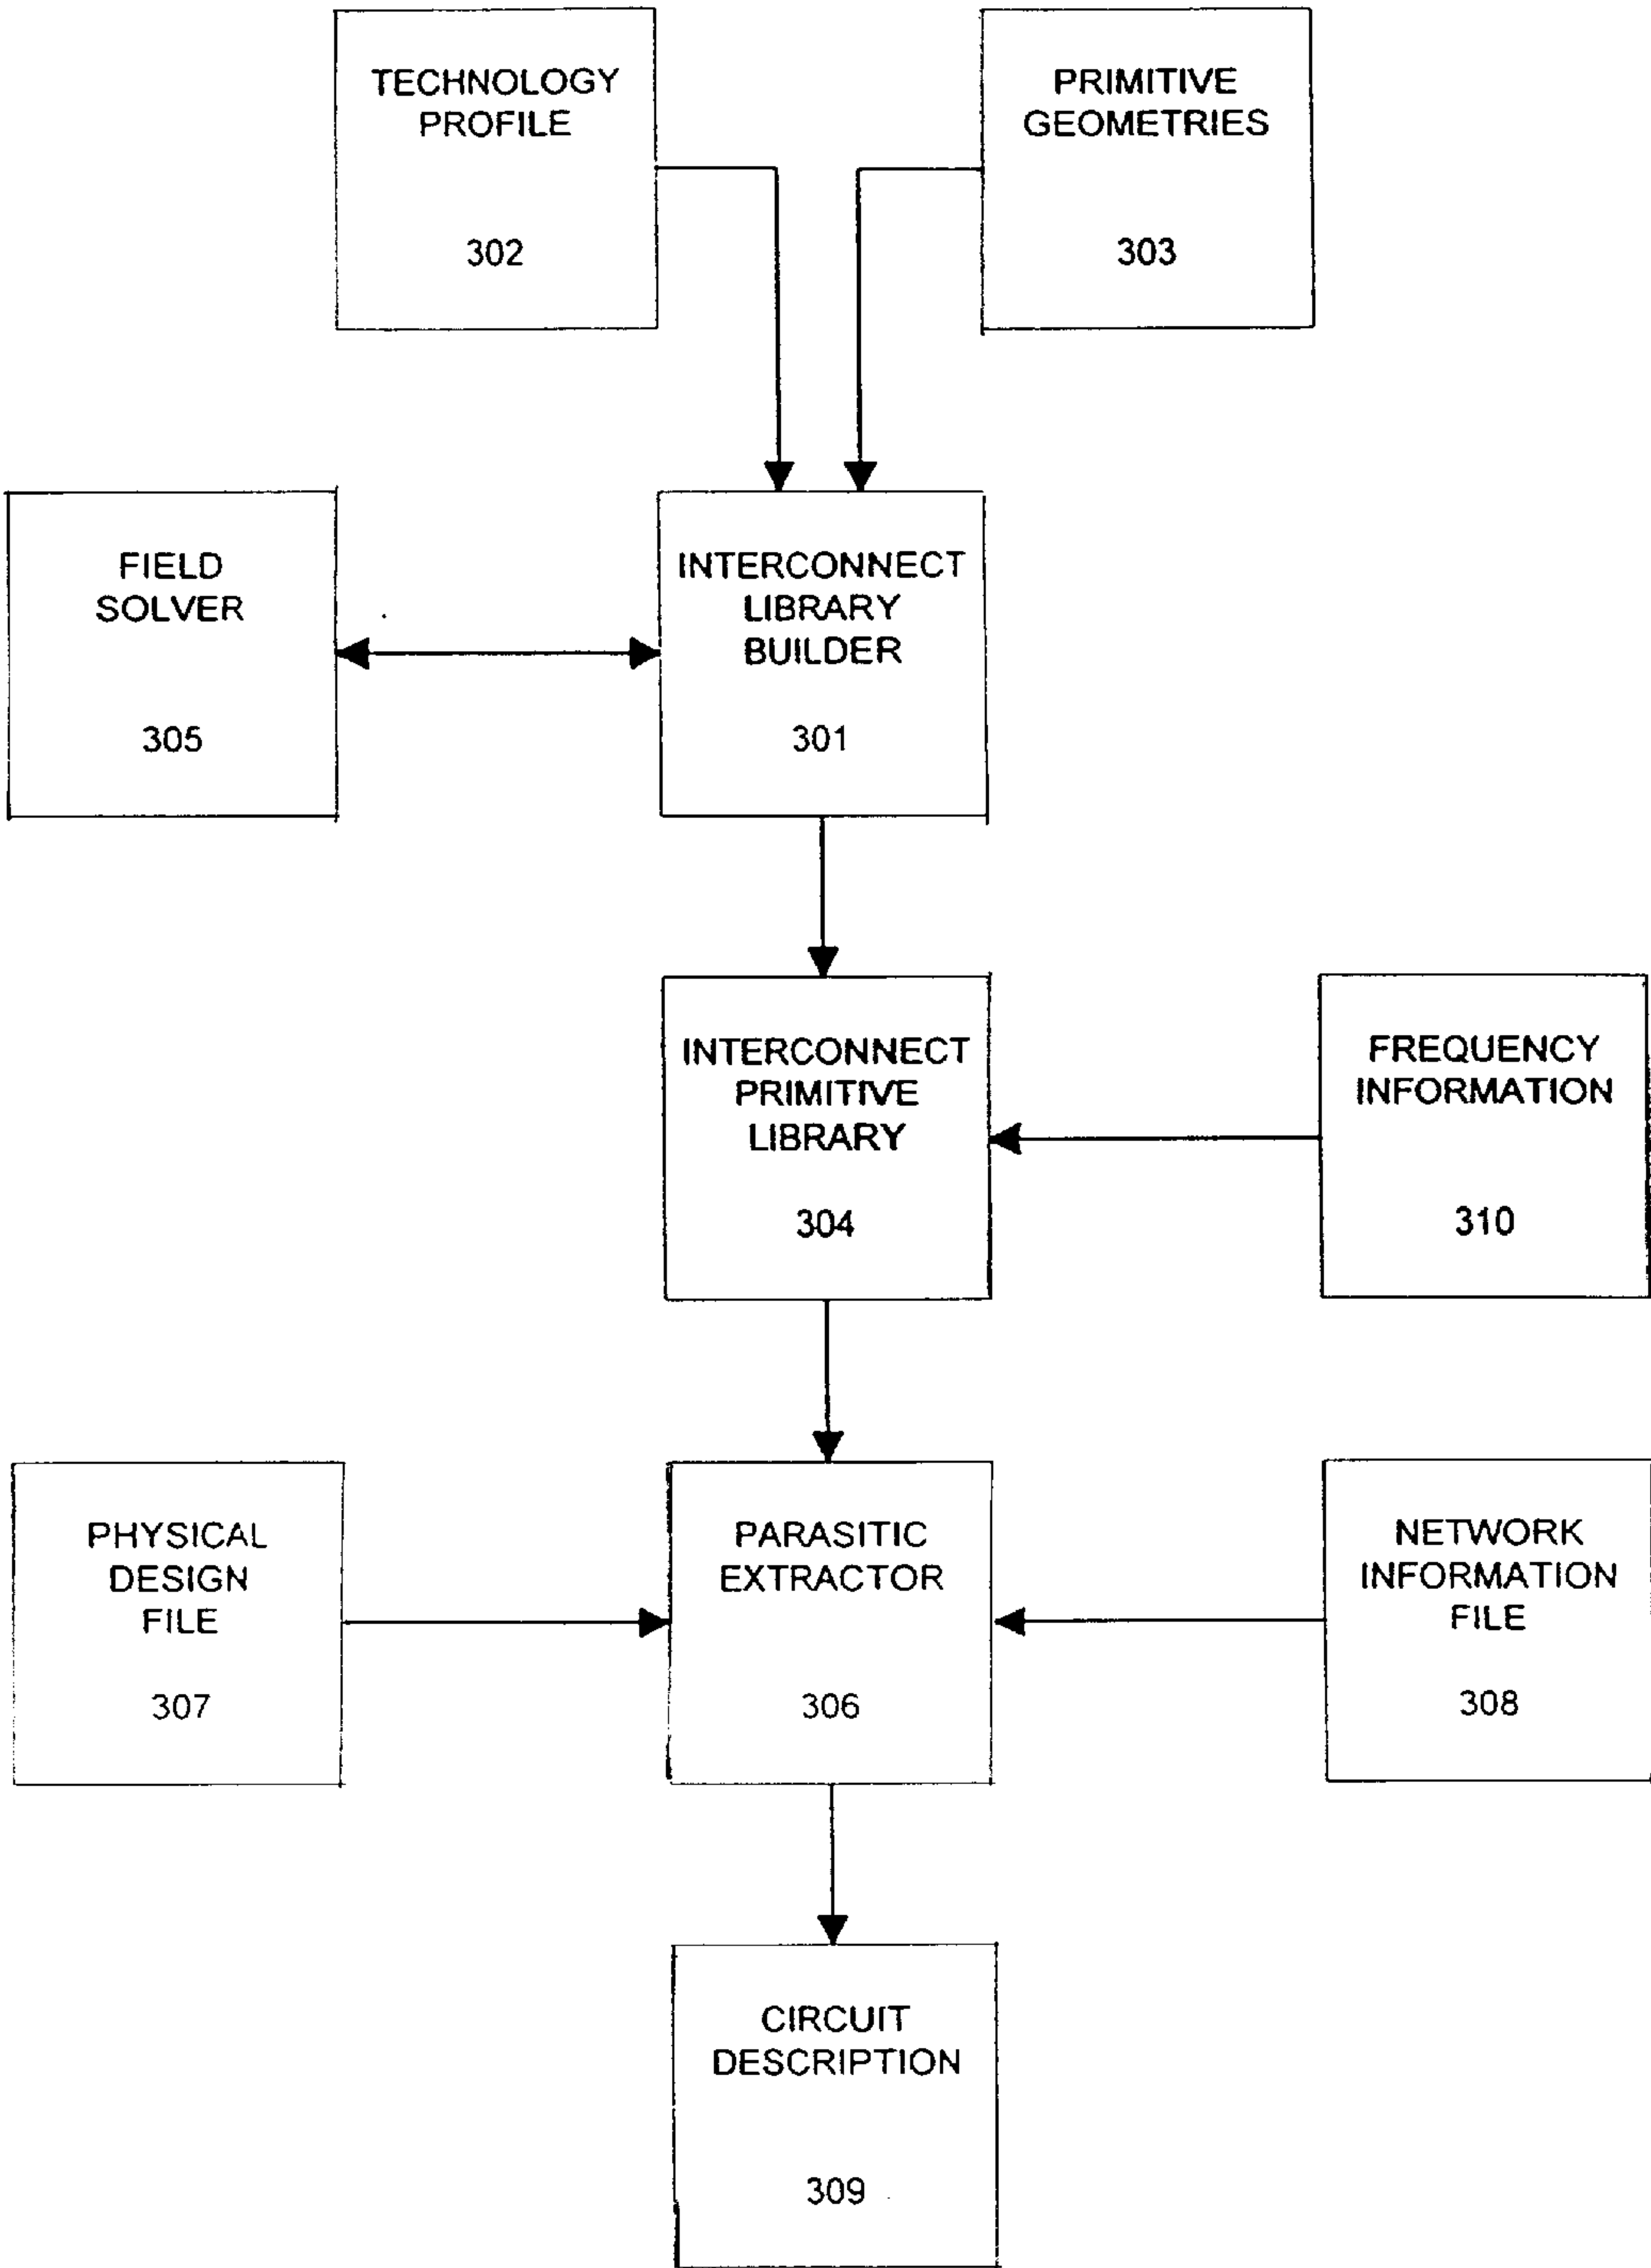 TECHNOLOGY
PROFILE
302
PRIMITIVE
GEOMETRIES
303
FIELD
SOLVER
305
INTERCONNECT
LIBRARY
BUILDER
301
INTERCONNECT
PRIMITIVE
LIBRARY
304
FREQUENCY
INFORMATION
310
PHYSICAL
DESIGN
FILE
307
PARASITIC
EXTRACTOR
306
NETWORK
INFORMATION
FILE
308
CIRCUIT
DESCRIPTION
309